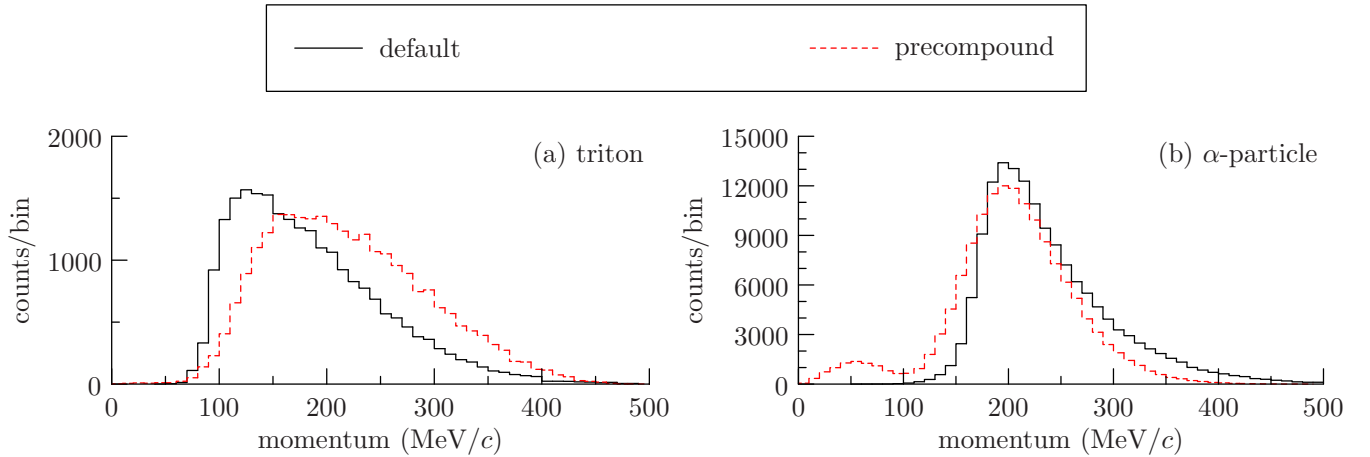 default precompound
(a) triton
2000
1000
0
counts/bin
0 100 200 300 400 500
momentum (MeV/c)
(b) α-particle
15000
12000
9000
6000
3000
0
counts/bin
0 100 200 300 400 500
momentum (MeV/c)